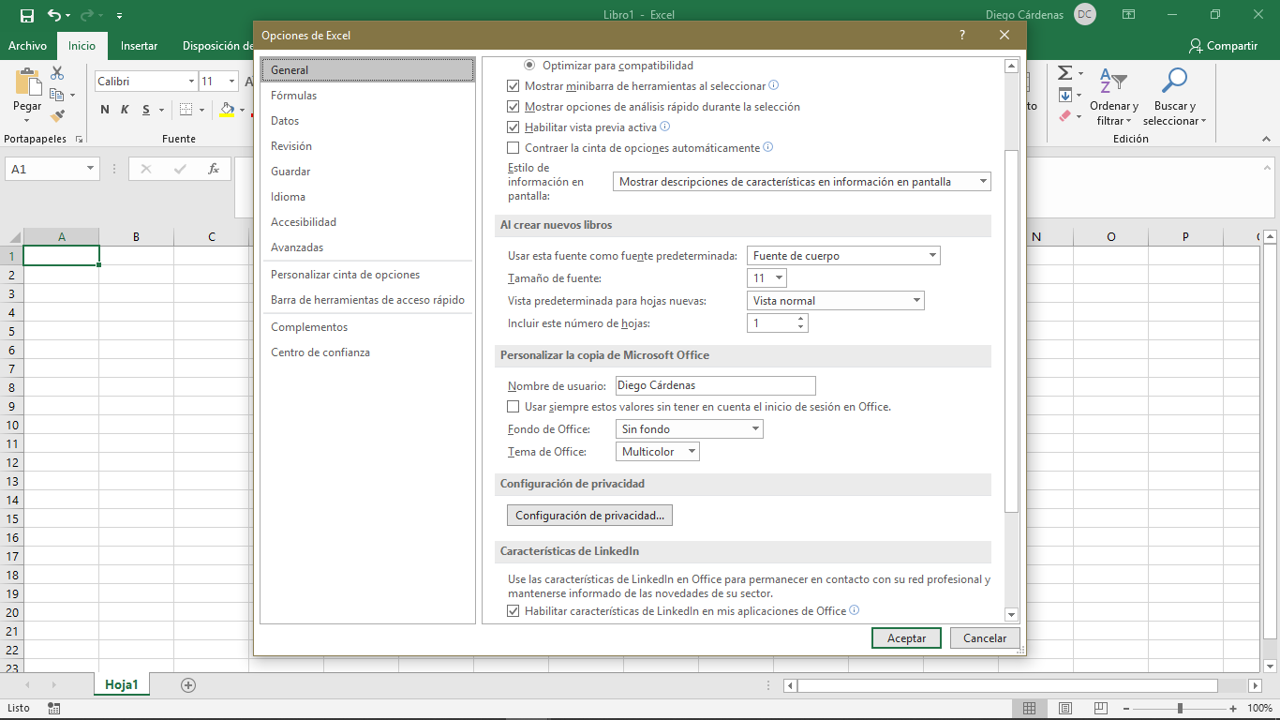 Libro1 - Excel
Diego Cárdenas
DC
Archivo
Inicio
Insertar
Disposición de
Compartir
Pegar
Portapapeles
Calibri
11
N K S
Fuente
Ordenar y filtrar
Buscar y seleccionar
Edición
A1
fx
A B C N O P
1
2
3
4
5
6
7
8
9
10
11
12
13
14
15
16
17
18
19
20
21
22
23
Opciones de Excel
?
General
Fórmulas
Datos
Revisión
Guardar
Idioma
Accesibilidad
Avanzadas
Personalizar cinta de opciones
Barra de herramientas de acceso rápido
Complementos
Centro de confianza
Optimizar para compatibilidad
Mostrar minibarra de herramientas al seleccionar
Mostrar opciones de análisis rápido durante la selección
Habilitar vista previa activa
Contraer la cinta de opciones automáticamente
Estilo de
información en
pantalla:
Mostrar descripciones de características en información en pantalla
Al crear nuevos libros
Usar esta fuente como fuente predeterminada: Fuente de cuerpo
Tamaño de fuente: 11
Vista predeterminada para hojas nuevas: Vista normal
Incluir este número de hojas: 1
Personalizar la copia de Microsoft Office
Nombre de usuario: Diego Cárdenas
Usar siempre estos valores sin tener en cuenta el inicio de sesión en Office.
Fondo de Office: Sin fondo
Tema de Office: Multicolor
Configuración de privacidad
Configuración de privacidad...
Características de LinkedIn
Use las características de LinkedIn en Office para permanecer en contacto con su red profesional y
mantenerse informado de las novedades de su sector.
Habilitar características de LinkedIn en mis aplicaciones de Office
Aceptar
Cancelar
Hoja1
Listo
100%